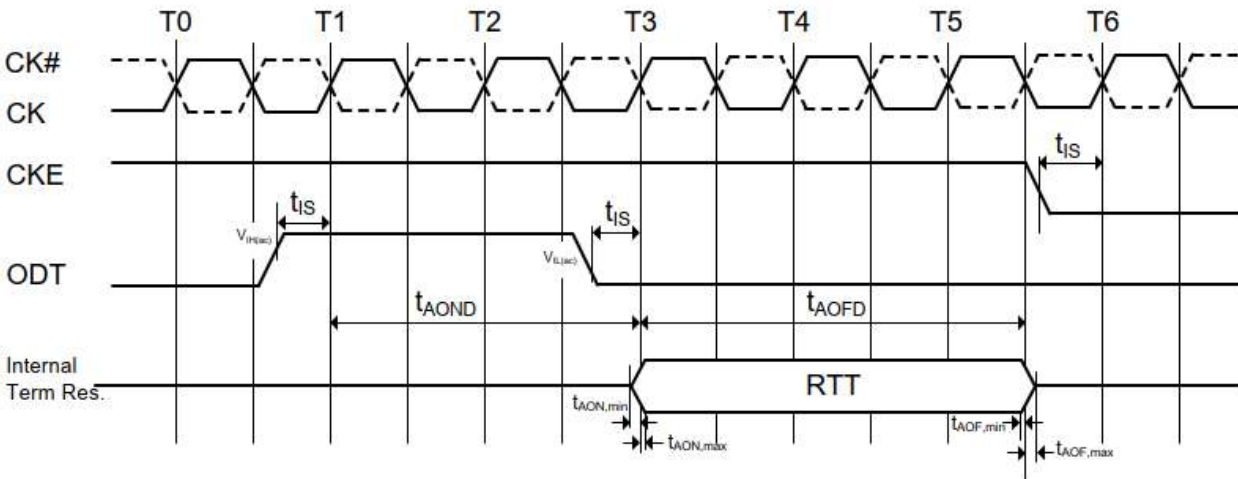 T0 T1 T2 T3 T4 T5 T6
CK#
CK
CKE
tIS
tIS
tIS
VIH(ac)
VIL(ac)
ODT
tAOND
tAOFD
Internal
Term Res.
RTT
tAON,min
tAOF,min
tAON,max
tAOF,max